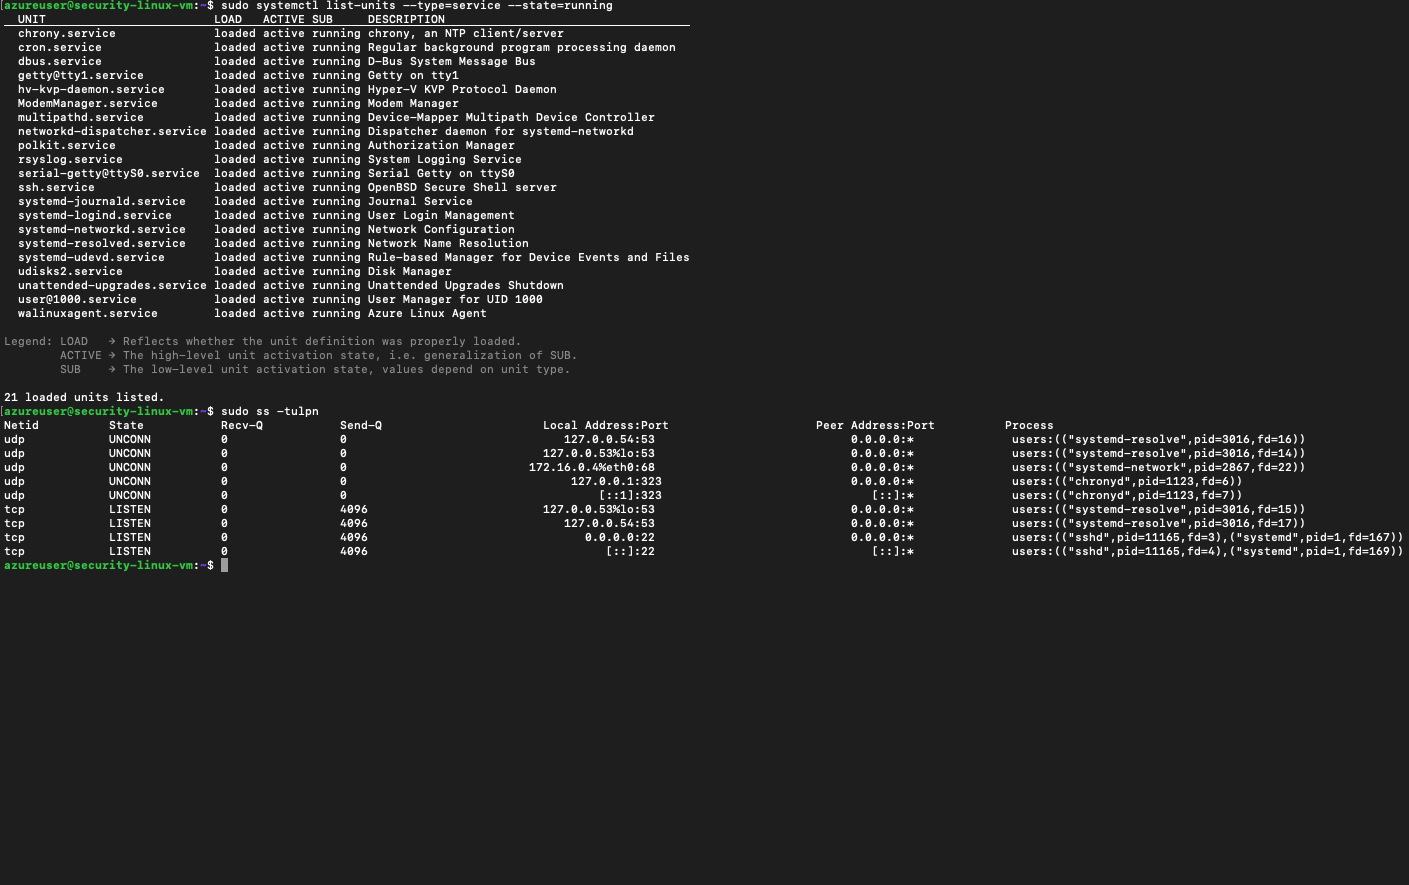 [azureuser@security-linux-vm:~$ sudo systemctl list-units --type=service --state=running
  UNIT                        LOAD   ACTIVE SUB     DESCRIPTION
  chrony.service              loaded active running chrony, an NTP client/server
  cron.service                loaded active running Regular background program processing daemon
  dbus.service                loaded active running D-Bus System Message Bus
  getty@tty1.service          loaded active running Getty on tty1
  hv-kvp-daemon.service       loaded active running Hyper-V KVP Protocol Daemon
  ModemManager.service        loaded active running Modem Manager
  multipathd.service          loaded active running Device-Mapper Multipath Device Controller
  networkd-dispatcher.service loaded active running Dispatcher daemon for systemd-networkd
  polkit.service              loaded active running Authorization Manager
  rsyslog.service             loaded active running System Logging Service
  serial-getty@ttyS0.service  loaded active running Serial Getty on ttyS0
  ssh.service                 loaded active running OpenBSD Secure Shell server
  systemd-journald.service    loaded active running Journal Service
  systemd-logind.service      loaded active running User Login Management
  systemd-networkd.service    loaded active running Network Configuration
  systemd-resolved.service    loaded active running Network Name Resolution
  systemd-udevd.service       loaded active running Rule-based Manager for Device Events and Files
  udisks2.service             loaded active running Disk Manager
  unattended-upgrades.service loaded active running Unattended Upgrades Shutdown
  user@1000.service           loaded active running User Manager for UID 1000
  walinuxagent.service        loaded active running Azure Linux Agent
Legend: LOAD   → Reflects whether the unit definition was properly loaded.
        ACTIVE → The high-level unit activation state, i.e. generalization of SUB.
        SUB    → The low-level unit activation state, values depend on unit type.
21 loaded units listed.
[azureuser@security-linux-vm:~$ sudo ss -tulpn
Netid State Recv-Q Send-Q Local Address:Port Peer Address:Port Process
udp UNCONN 0 0 127.0.0.54:53 0.0.0.0:* users:(("systemd-resolve",pid=3016,fd=16))
udp UNCONN 0 0 127.0.0.53%lo:53 0.0.0.0:* users:(("systemd-resolve",pid=3016,fd=14))
udp UNCONN 0 0 172.16.0.4%eth0:68 0.0.0.0:* users:(("systemd-network",pid=2867,fd=22))
udp UNCONN 0 0 127.0.0.1:323 0.0.0.0:* users:(("chronyd",pid=1123,fd=6))
udp UNCONN 0 0 [::1]:323 [::]:* users:(("chronyd",pid=1123,fd=7))
tcp LISTEN 0 4096 127.0.0.53%lo:53 0.0.0.0:* users:(("systemd-resolve",pid=3016,fd=15))
tcp LISTEN 0 4096 127.0.0.54:53 0.0.0.0:* users:(("systemd-resolve",pid=3016,fd=17))
tcp LISTEN 0 4096 0.0.0.0:22 0.0.0.0:* users:(("sshd",pid=11165,fd=3),("systemd",pid=1,fd=167))
tcp LISTEN 0 4096 [::]:22 [::]:* users:(("sshd",pid=11165,fd=4),("systemd",pid=1,fd=169))
azureuser@security-linux-vm:~$